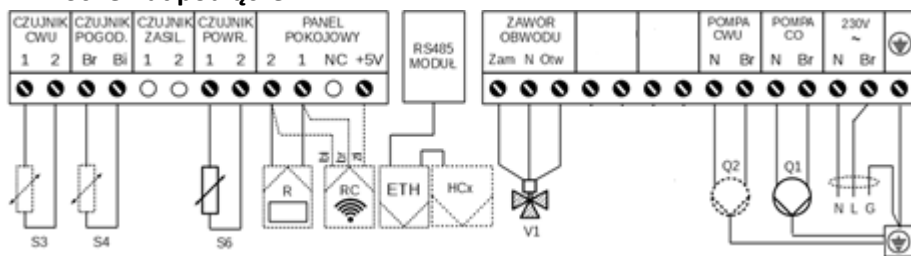 CZUJNIK CWU
CZUJNIK POGOD.
CZUJNIK ZASIL.
CZUJNIK POWR.
PANEL POKOJOWY
RS485 MODUŁ
ZAWÓR OBWODU
POMPA CWU
POMPA CO
230V ~
1 2 Br Bi 1 2 1 2 2 1 NC +5V
Zam N Otw N Br N Br N Br
R RC ETH HCx
Q2 Q1
N L G
S3 S4 S6 V1